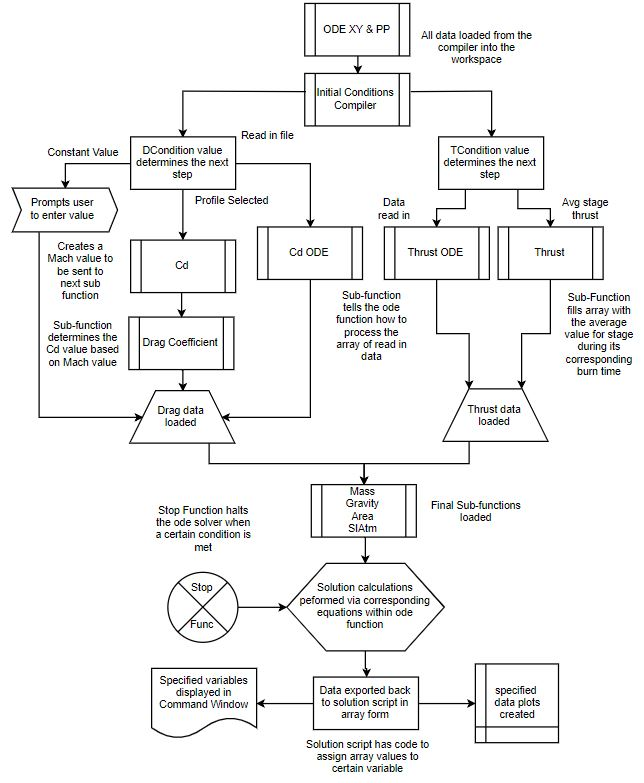 ODE XY & PP
All data loaded from the
compiler into the
workspace
Initial Conditions
Compiler
Read in file
Constant Value
DCondition value
determines the next
step
TCondition value
determines the next
step
Prompts user
to enter value
Profile Selected
Data
read in
Avg stage
thrust
Creates a
Mach value to
be sent to
next sub
function
Cd
Cd ODE
Thrust ODE
Thrust
Sub-function
determines the
Cd value based
on Mach value
Drag Coefficient
Sub-function
tells the ode
function how to
process the
array of read in
data
Sub-Function
fills array with
the average
value for stage
during its
corresponding
burn time
Drag data
loaded
Thrust data
loaded
Mass
Gravity
Area
SIAtm
Final Sub-functions
loaded
Stop Function halts
the ode solver when
a certain condition is
met
Stop
Func
Solution calculations
peformed via corresponding
equations within ode
function
Specified variables
displayed in
Command Window
Data exported back
to solution script in
array form
specified
data plots
created
Solution script has code to
assign array values to
certain variable